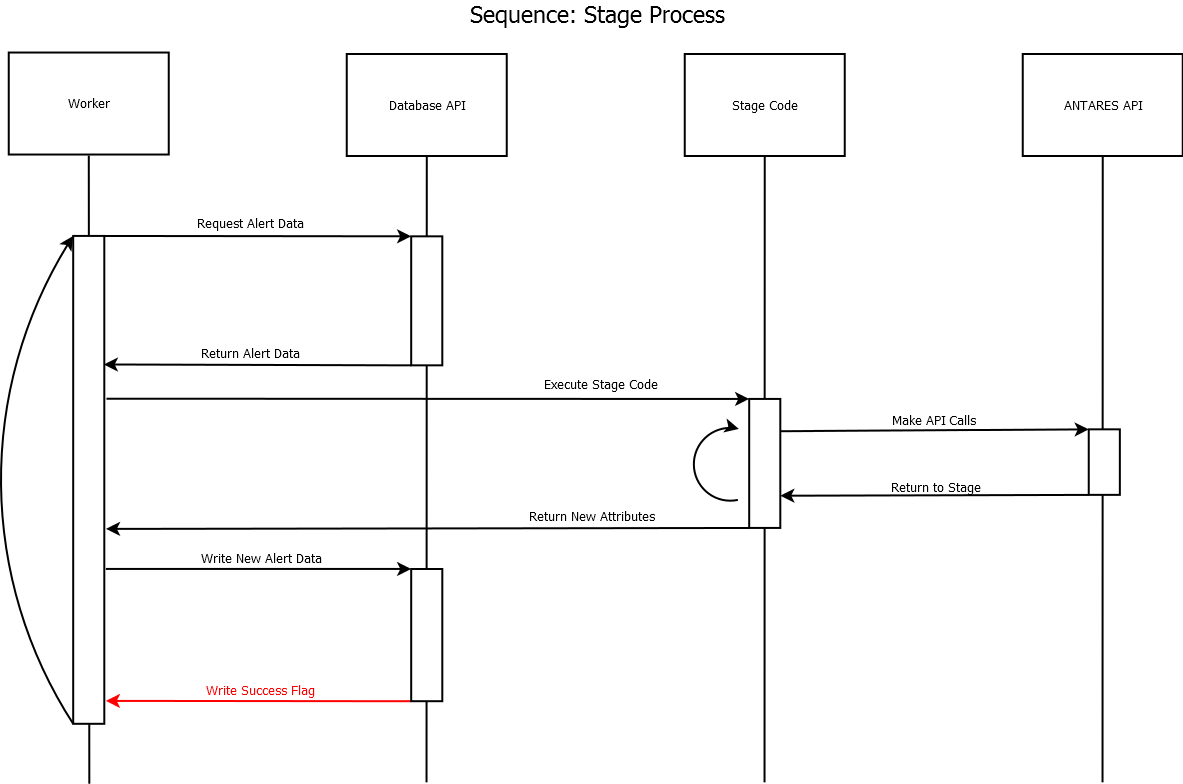 Sequence: Stage Process
Worker
Database API
Stage Code
ANTARES API
Request Alert Data
Return Alert Data
Execute Stage Code
Make API Calls
Return to Stage
Return New Attributes
Write New Alert Data
Write Success Flag